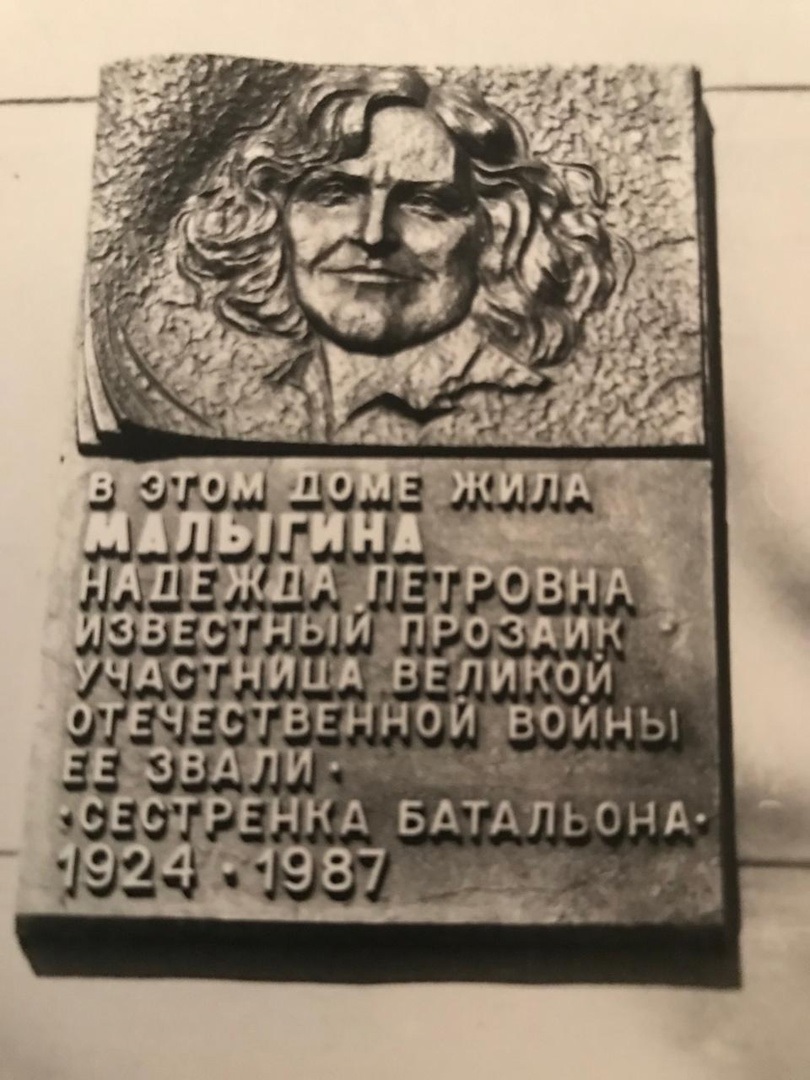 В ЭТОМ ДОМЕ ЖИЛА
МАЛЫГИНА
НАДЕЖДА ПЕТРОВНА
ИЗВЕСТНЫЙ ПРОЗАИК
УЧАСТНИЦА ВЕЛИКОЙ
ОТЕЧЕСТВЕННОЙ ВОЙНЫ
ЕЕ ЗВАЛИ ·
·СЕСТРЕНКА БАТАЛЬОНА·
1924 · 1987